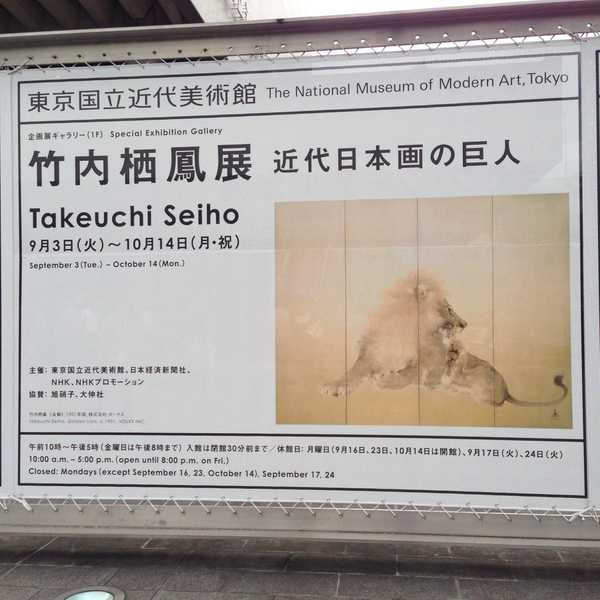 東京国立近代美術館 The National Museum of Modern Art, Tokyo
企画展ギャラリー(1F) Special Exhibition Gallery
竹内栖鳳展 近代日本画の巨人
Takeuchi Seiho
9月3日(火)〜10月14日(月・祝)
September 3(Tue.) – October 14(Mon.)
主催：東京国立近代美術館、日本経済新聞社、
NHK、NHKプロモーション
協賛：旭硝子、大伸社
午前10時〜午後5時(金曜日は午後8時まで) 入館は閉館30分前まで／休館日：月曜日(9月16日、23日、10月14日は開館)、9月17日(火)、24日(火)
10:00 a.m. – 5:00 p.m. (open until 8:00 p.m. on Fri.)
Closed: Mondays (except September 16, 23, October 14), September 17, 24